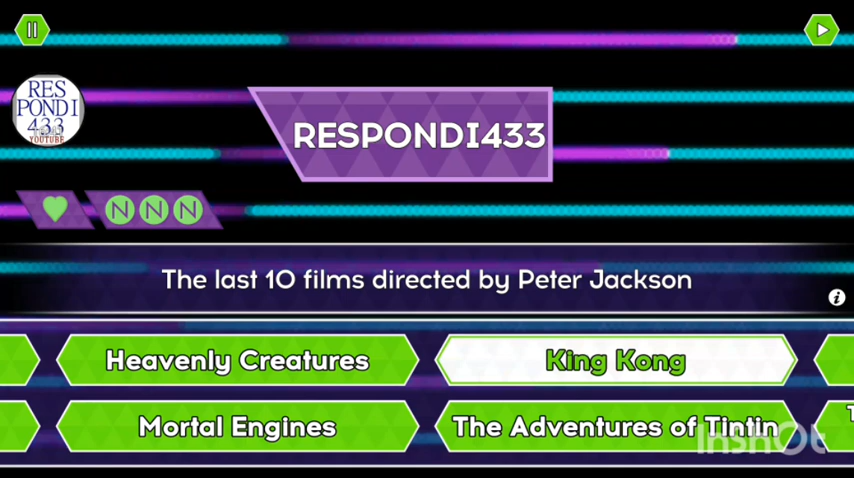 RES
PONDI
433
YOUTUBE
RESPONDI433
N N N
The last 10 films directed by Peter Jackson
i
Heavenly Creatures
King Kong
Mortal Engines
The Adventures of Tintin
T
InShOt